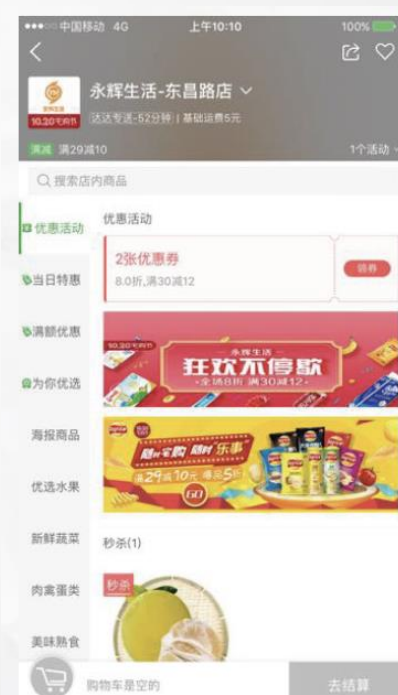 中国移动 4G 上午10:10 100%
永辉生活-东昌路店
10.20宅购节
达达专送-52分钟 | 基础运费5元
满减 满29减10 1个活动
搜索店内商品
优惠活动
当日特惠
满额优惠
为你优选
海报商品
优选水果
新鲜蔬菜
肉禽蛋类
美味熟食
优惠活动
2张优惠券
8.0折,满30减12
领券
10.20宅购节
永辉生活
狂欢不停歇
·全场8折 满30减12·
随时宅购 随时乐事
满29减10元 单品5折
GO
秒杀(1)
秒杀
购物车是空的
去结算